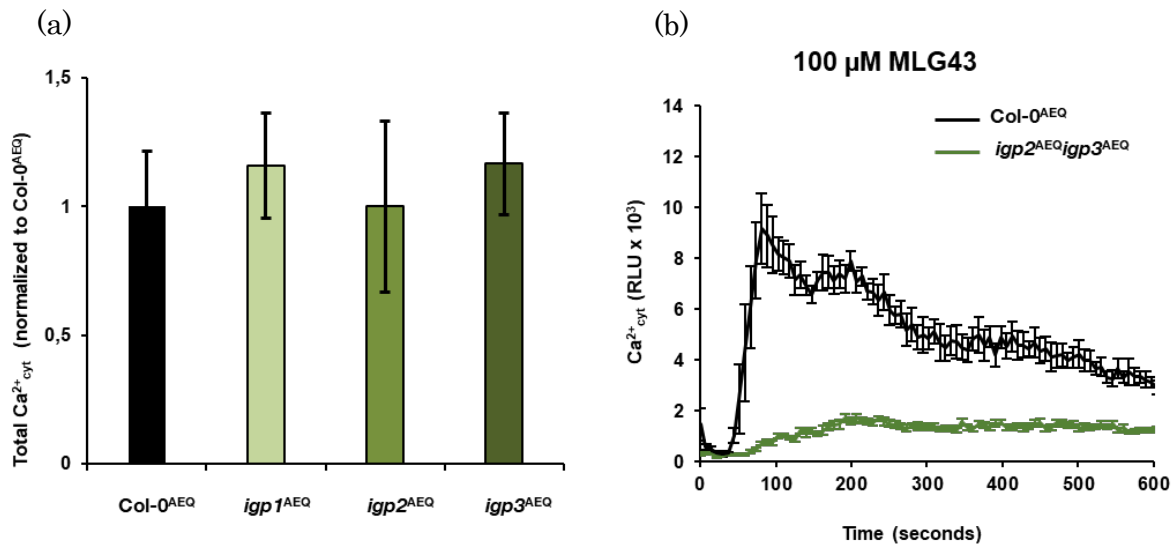 (a)
1,5
1
0,5
0
Total Ca²⁺cyt (normalized to Col-0ᴬᴱQ)
Col-0ᴬᴱQ igp1ᴬᴱQ igp2ᴬᴱQ igp3ᴬᴱQ
(b)
100 µM MLG43
Col-0ᴬᴱQ
igp2ᴬᴱQigp3ᴬᴱQ
14
12
10
8
6
4
2
0
Ca²⁺cyt (RLU x 10³)
0 100 200 300 400 500 600
Time (seconds)